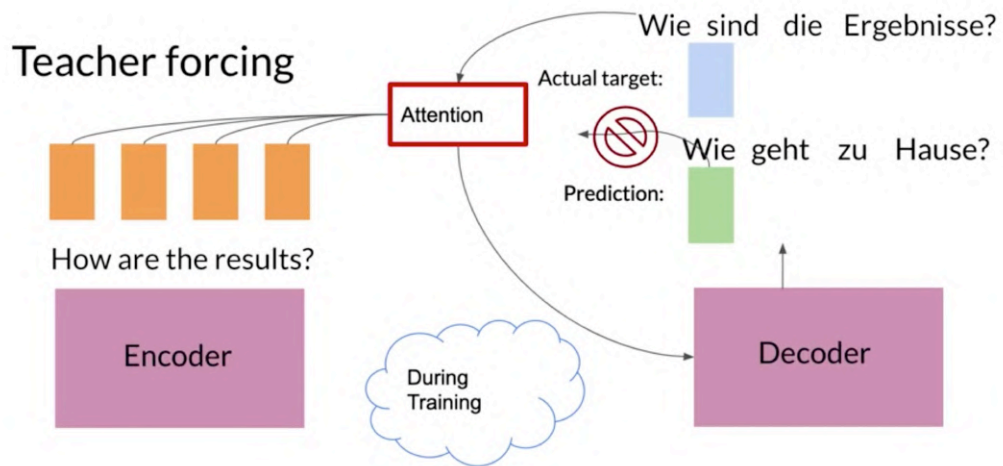 Teacher forcing
Wie sind die Ergebnisse?
Actual target:
Attention
Wie geht zu Hause?
Prediction:
How are the results?
Encoder
During
Training
Decoder